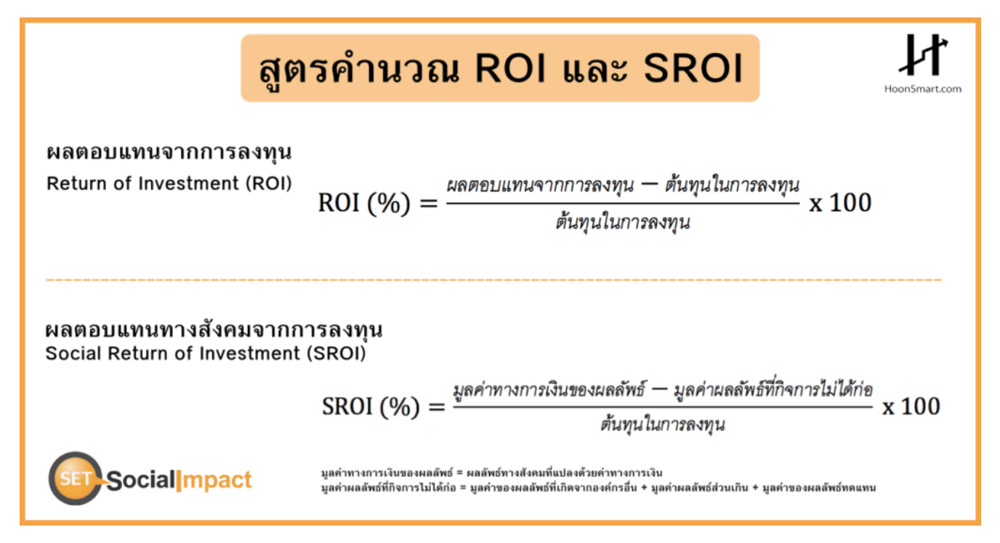 สูตรคำนวณ ROI และ SROI
HoonSmart.com
ผลตอบแทนจากการลงทุน
Return of Investment (ROI)
ROI (%) = ผลตอบแทนจากการลงทุน — ต้นทุนในการลงทุน x 100
ต้นทุนในการลงทุน
ผลตอบแทนทางสังคมจากการลงทุน
Social Return of Investment (SROI)
SROI (%) = มูลค่าทางการเงินของผลลัพธ์ — มูลค่าผลลัพธ์ที่กิจการไม่ได้ก่อ x 100
ต้นทุนในการลงทุน
SET Social Impact
มูลค่าทางการเงินของผลลัพธ์ = ผลลัพธ์ทางสังคมที่แปลงด้วยค่าทางการเงิน
มูลค่าผลลัพธ์ที่กิจการไม่ได้ก่อ = มูลค่าของผลลัพธ์ที่เกิดจากองค์กรอื่น + มูลค่าผลลัพธ์ส่วนเกิน + มูลค่าของผลลัพธ์ทดแทน